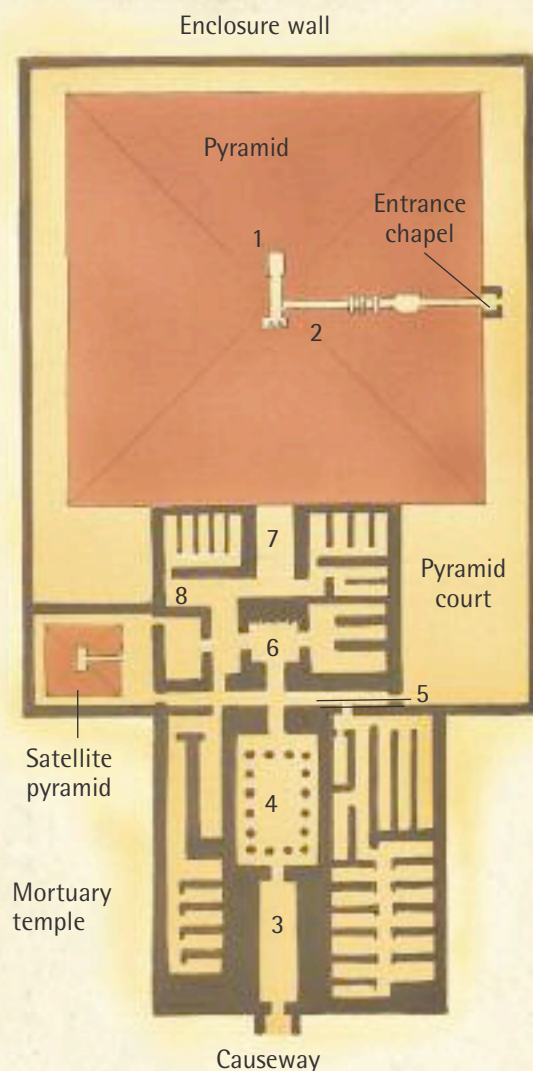 Enclosure wall
Pyramid
Entrance
chapel
1
2
7
Pyramid
court
8
6
5
Satellite
pyramid
4
Mortuary
temple
3
Causeway